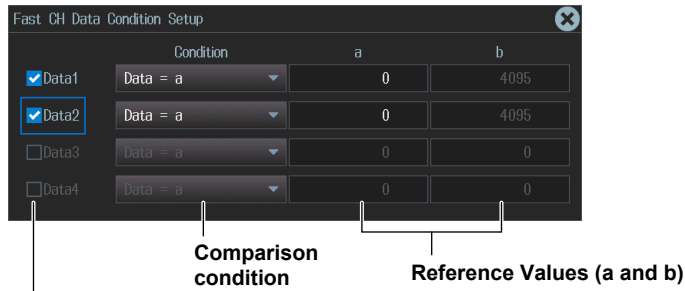 Fast CH Data Condition Setup
Condition a b
Data1 Data = a 0 4095
Data2 Data = a 0 4095
Data3 Data = a 0 0
Data4 Data = a 0 0
Comparison
condition
Reference Values (a and b)